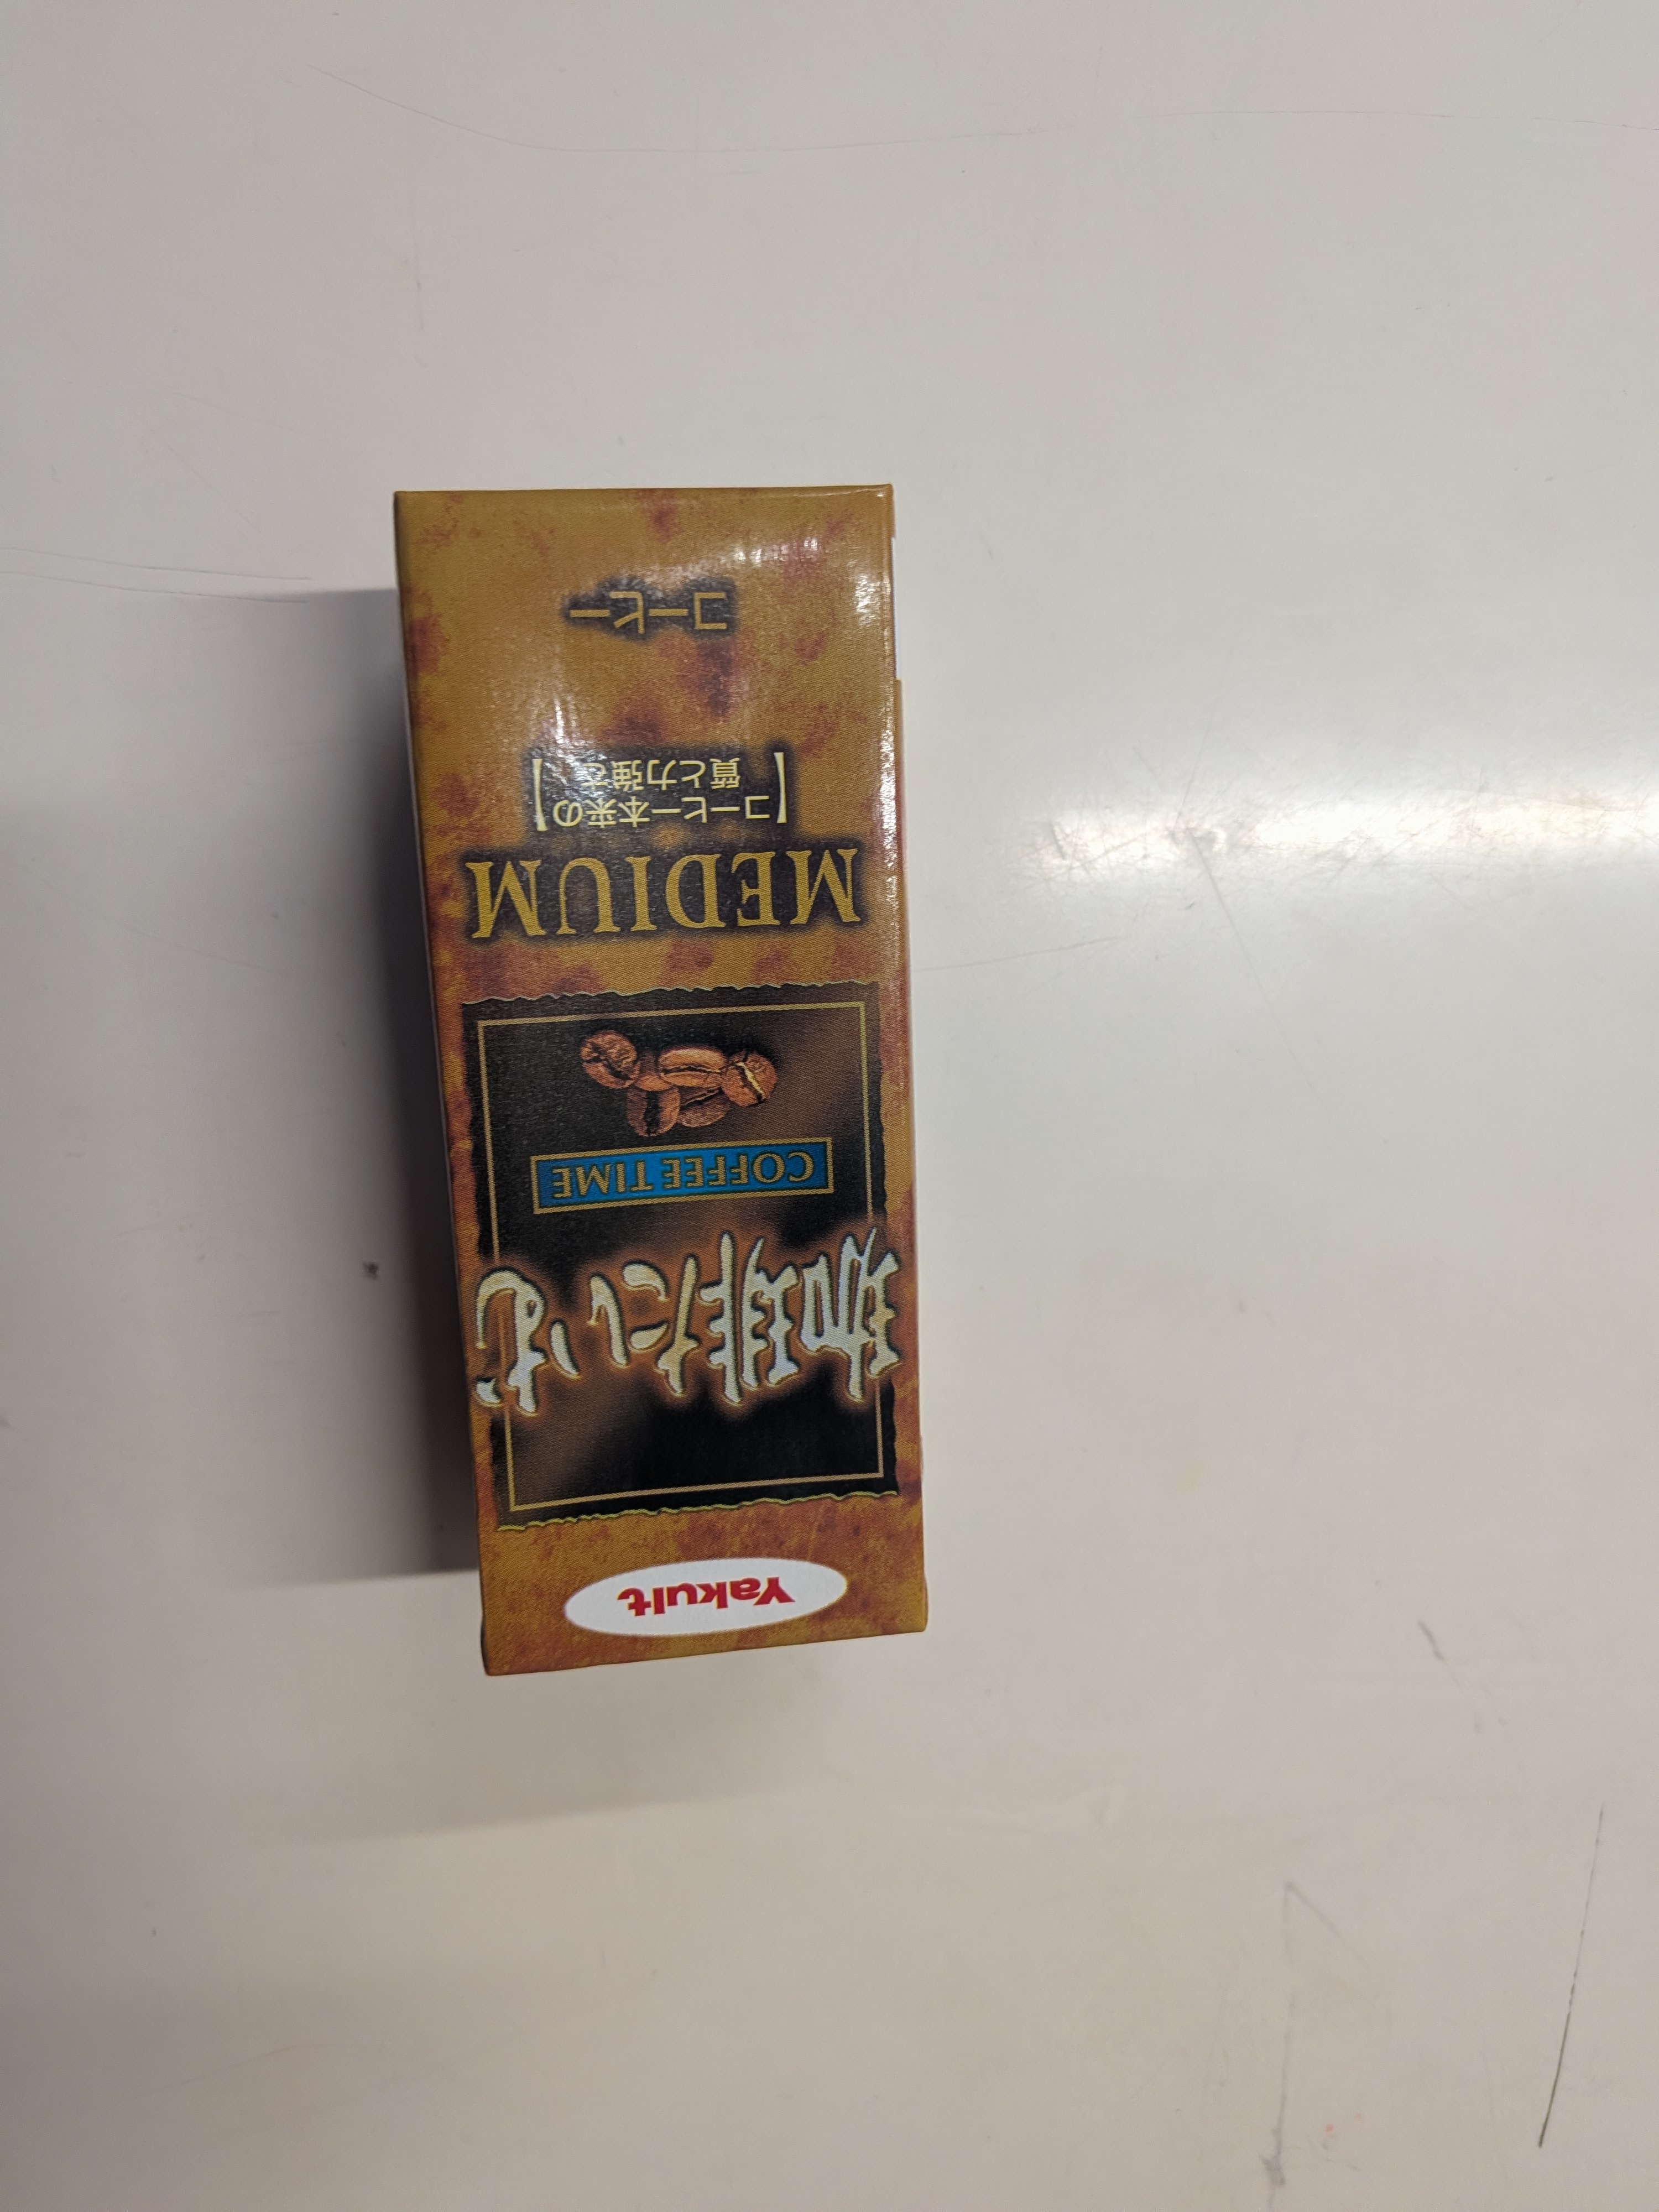 Yakult
珈琲たいむ
COFFEE TIME
MEDIUM
【コーヒー本来の
質と力強さ】
コーヒー